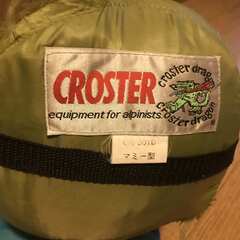 CROSTER
croster dragon
croster dragon
equipment for alpinists.
マミー型